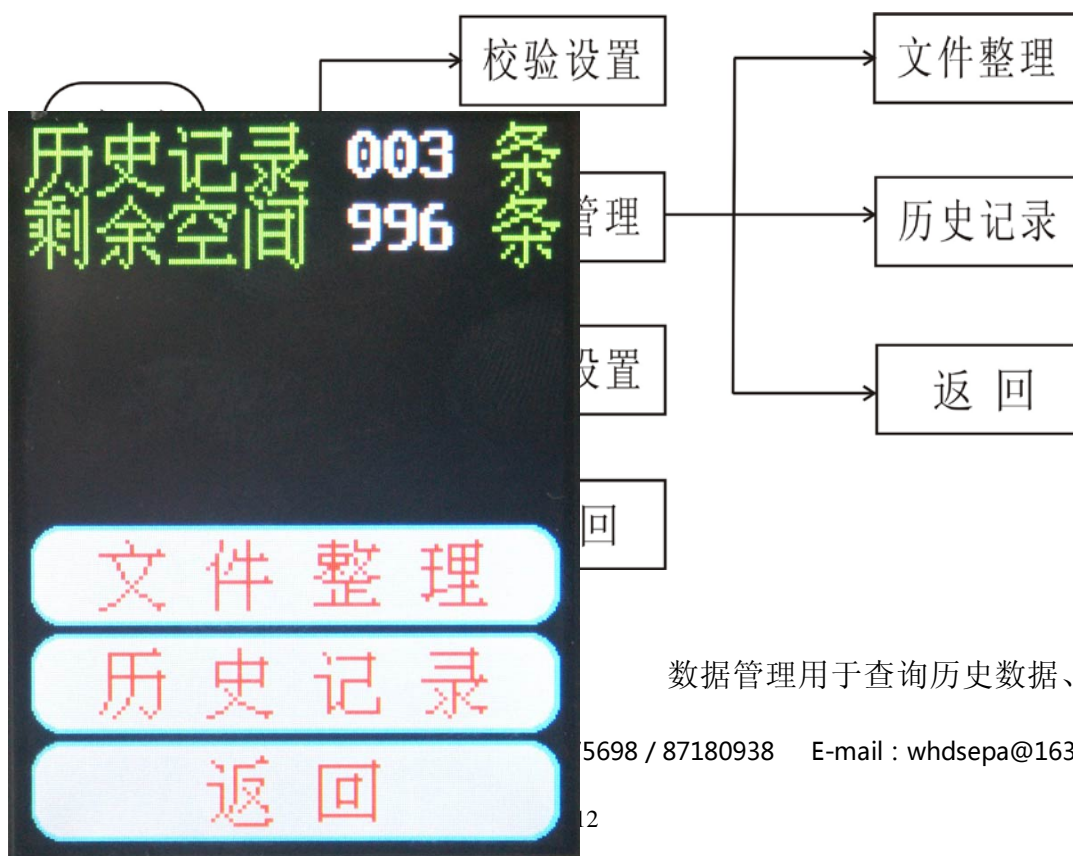 校验设置
文件整理
历史记录 003 条
剩余空间 996 条
管理
历史记录
设置
返 回
回
文 件 整 理
历 史 记 录
返 回
数据管理用于查询历史数据、
5698 / 87180938 E-mail：whdsepa@163
12